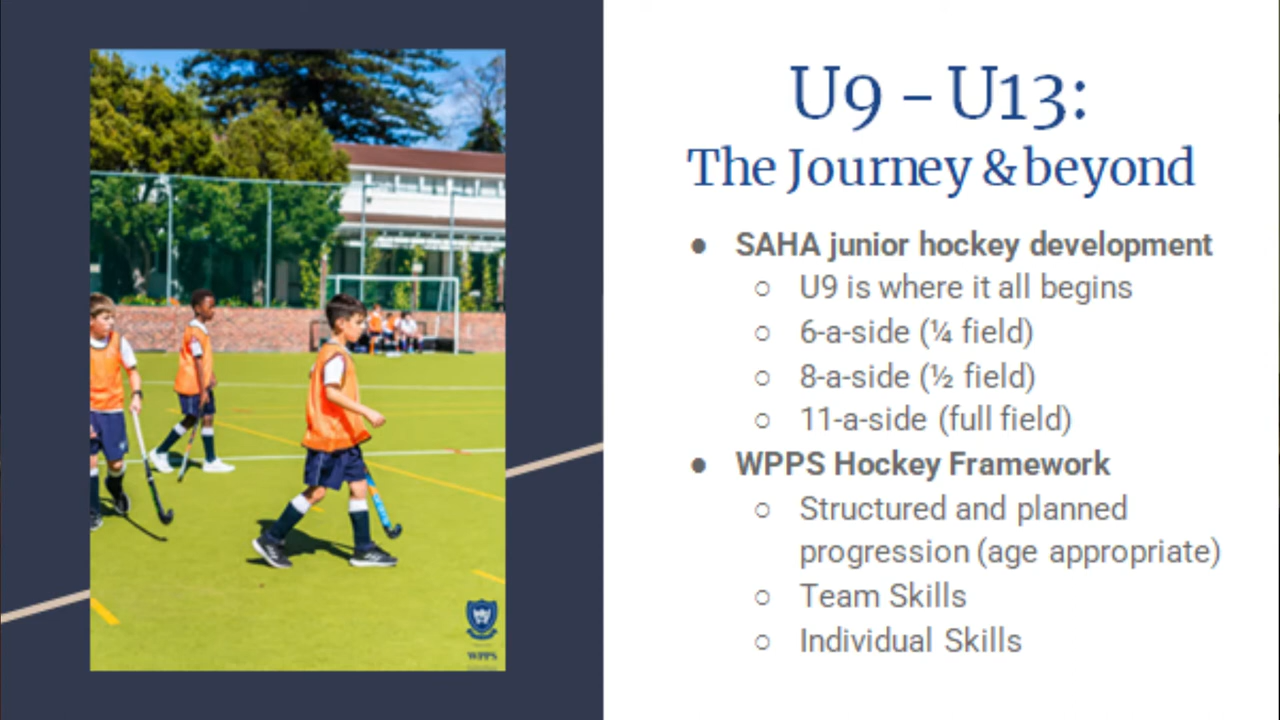 U9 – U13:
The Journey & beyond
● SAHA junior hockey development
○ U9 is where it all begins
○ 6-a-side (¼ field)
○ 8-a-side (½ field)
○ 11-a-side (full field)
● WPPS Hockey Framework
○ Structured and planned
progression (age appropriate)
○ Team Skills
○ Individual Skills
WPPS